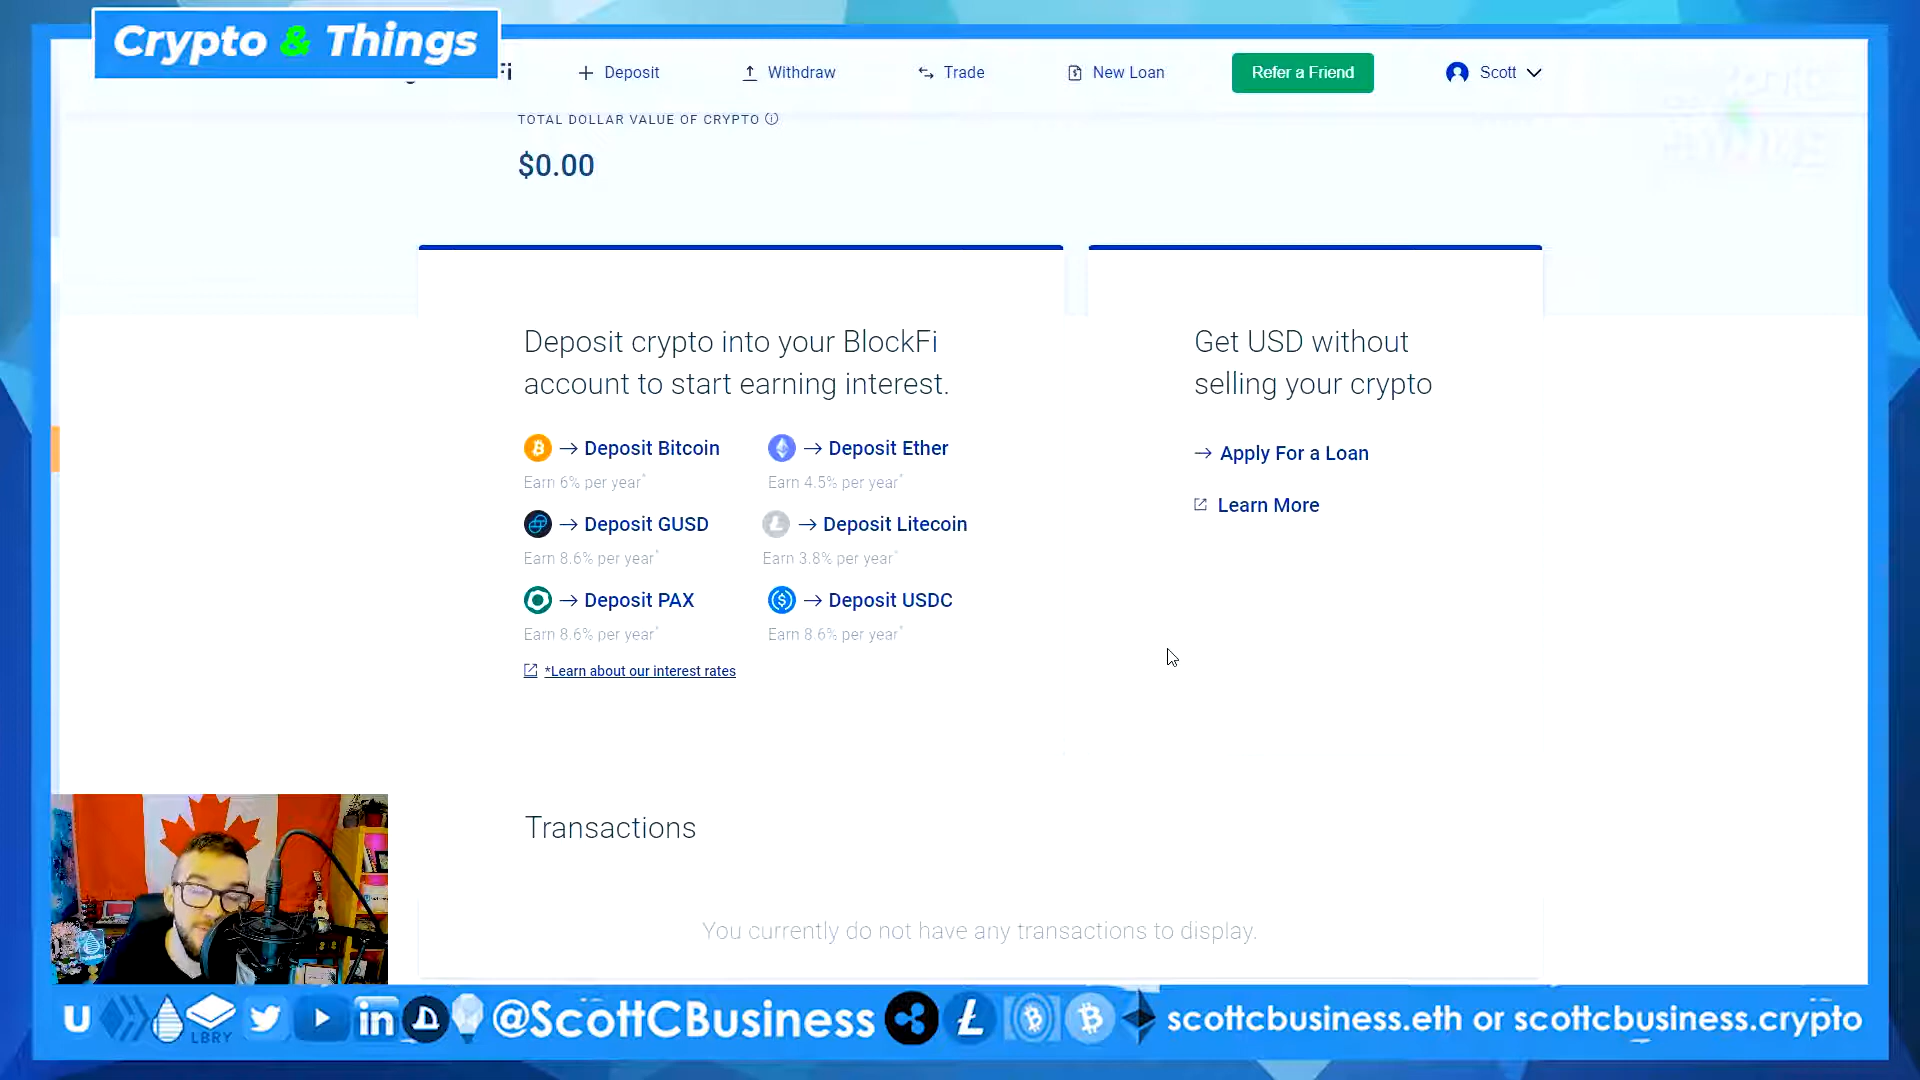 Crypto & Things
Fi
Deposit
Withdraw
Trade
New Loan
Refer a Friend
Scott
TOTAL DOLLAR VALUE OF CRYPTO
$0.00
Deposit crypto into your BlockFi
account to start earning interest.
Deposit Bitcoin
Earn 6% per year*
Deposit Ether
Earn 4.5% per year*
Deposit GUSD
Earn 8.6% per year*
Deposit Litecoin
Earn 3.8% per year*
Deposit PAX
Earn 8.6% per year*
Deposit USDC
Earn 8.6% per year*
*Learn about our interest rates
Get USD without
selling your crypto
Apply For a Loan
Learn More
Transactions
You currently do not have any transactions to display.
LBRY
in
@ScottCBusiness
scottcbusiness.eth or scottcbusiness.crypto